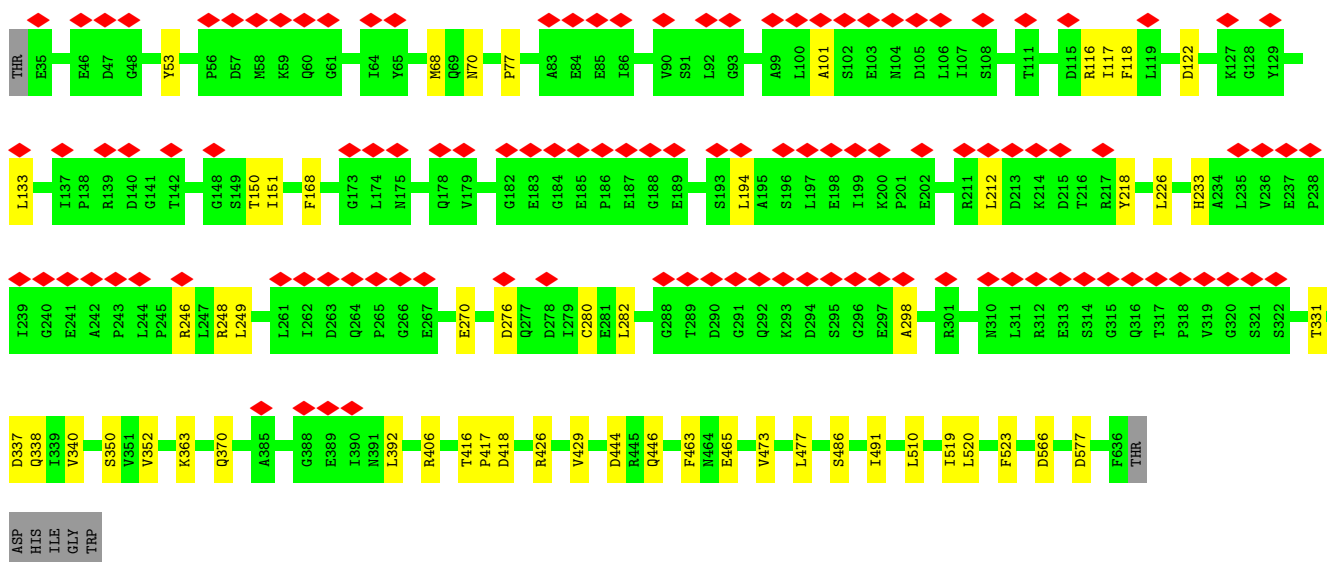 THR E35 E46 D47 G48 Y53 P56 D57 M58 K59 Q60 G61 I64 Y65 M68 Q69 N70 P77 A83 E84 E85 I86 V90 S91 L92 G93 A99 L100 A101 S102 E103 N104 D105 L106 I107 S108 T111 D115 R116 I117 F118 L119 D122 K127 G128 Y129
L133 I137 P138 R139 D140 G141 T142 G148 S149 T150 I151 F168 G173 L174 N175 Q178 V179 G182 E183 G184 E185 P186 E187 G188 E189 S193 L194 A195 S196 L197 E198 I199 K200 P201 E202 R211 L212 D213 K214 D215 T216 R217 Y218 L226 H233 A234 L235 V236 E237 P238
I239 G240 E241 A242 P243 L244 P245 R246 L247 R248 L249 L261 I262 D263 Q264 P265 G266 E267 E270 D276 Q277 D278 I279 C280 E281 L282 G288 T289 D290 G291 Q292 K293 D294 S295 G296 E297 A298 R301 N310 L311 R312 E313 S314 G315 Q316 T317 P318 V319 G320 S321 S322 T331
D337 Q338 I339 V340 S350 V351 V352 K363 Q370 A385 G388 E389 I390 N391 L392 R406 T416 P417 D418 R426 V429 D444 R445 Q446 F463 N464 E465 V473 L477 S486 I491 L510 I519 L520 F523 D566 D577 F636 THR
ASP HIS ILE GLY TRP